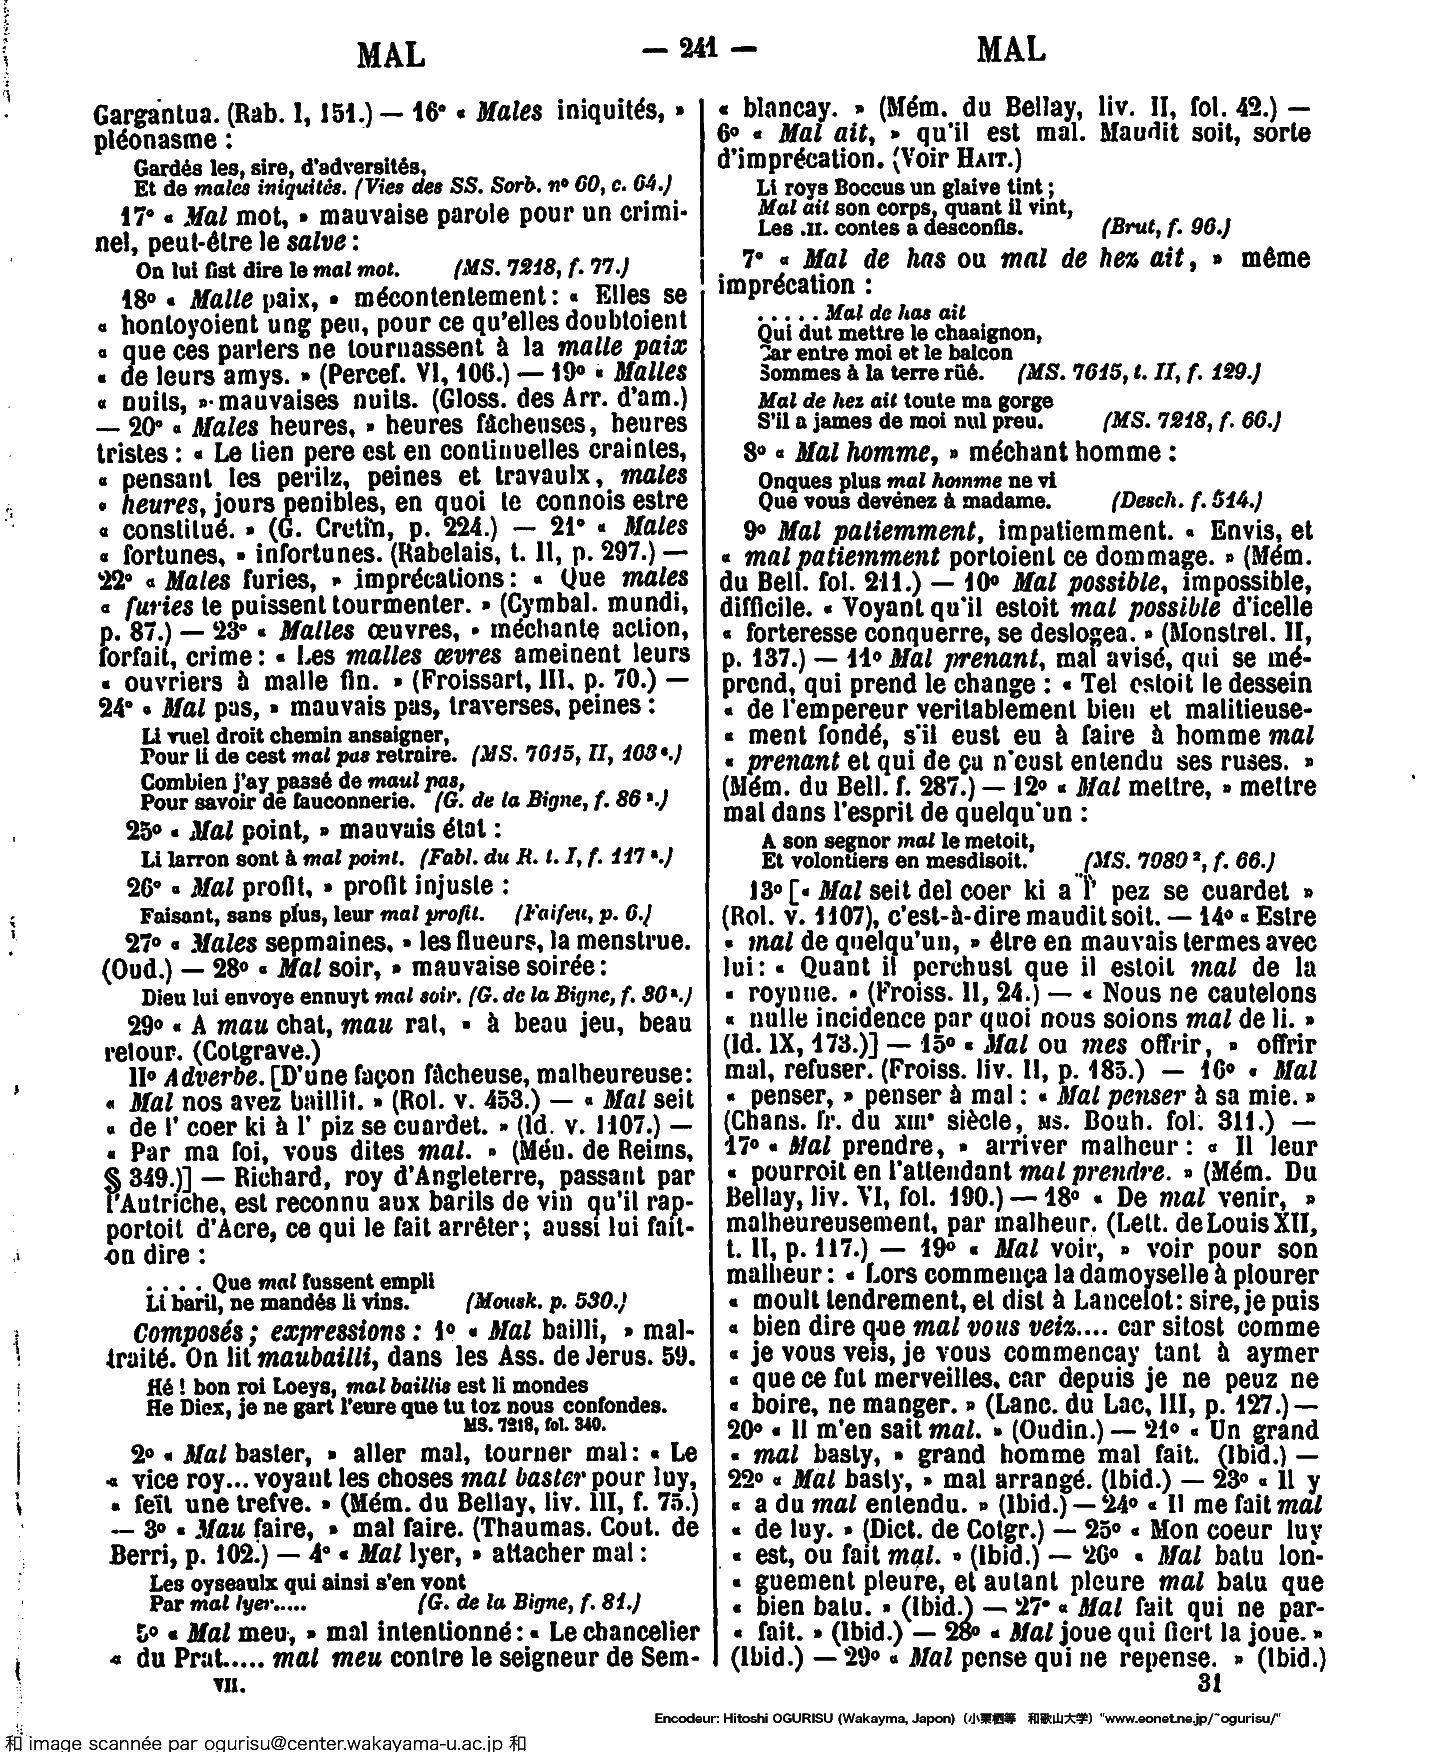 MAL
— 241 —
MAL
Gargantua. (Rab. I, 151.) — 16° « Males iniquités, »
pléonasme :
Gardés les, sire, d'adversités,
Et de males iniquités. (Vies des SS. Sorb. n° 60, c. 64.)
17° « Mal mot, » mauvaise parole pour un crimi-
nel, peut-être le salve :
On lui fist dire le mal mot. (MS. 7218, f. 77.)
18° « Malle paix, » mécontentement : « Elles se
« hontoyoient ung peu, pour ce qu'elles doubtoient
« que ces parlers ne tournassent à la malle paix
« de leurs amys. » (Percef. VI, 106.) — 19° « Malles
« nuits, » mauvaises nuits. (Gloss. des Arr. d'am.)
— 20° « Males heures, » heures fâcheuses, heures
tristes : « Le tien pere est en continuelles craintes,
« pensant les perilz, peines et travaulx, males
« heures, jours penibles, en quoi te connois estre
« constitué. » (G. Cretin, p. 224.) — 21° « Males
« fortunes, » infortunes. (Rabelais, t. II, p. 297.) —
22° « Males furies, » imprécations : « Que males
« furies te puissent tourmenter. » (Cymbal. mundi,
p. 87.) — 23° « Malles œuvres, » méchante action,
forfait, crime : « Les malles œvres ameinent leurs
« ouvriers à malle fin. » (Froissart, III, p. 70.) —
24° « Mal pas, » mauvais pas, traverses, peines :
Li vuel droit chemin ansaigner,
Pour li de cest mal pas retraire. (MS. 7615, II, 103 c.)
Combien j'ay passé de maul pas,
Pour savoir de fauconnerie. (G. de la Bigne, f. 86 a.)
25° « Mal point, » mauvais état :
Li larron sont à mal point. (Fabl. du R. t. I, f. 117 a.)
26° « Mal profit, » profit injuste :
Faisant, sans plus, leur mal profit. (Faifeu, p. 6.)
27° « Males sepmaines, » les flueurs, la menstrue.
(Oud.) — 28° « Mal soir, » mauvaise soirée :
Dieu lui envoye ennuyt mal soir. (G. de la Bigne, f. 30 a.)
29° « A mau chat, mau rat, » à beau jeu, beau
retour. (Cotgrave.)
II° Adverbe. [D'une façon fâcheuse, malheureuse :
« Mal nos avez baillit. » (Rol. v. 453.) — « Mal seit
« de l' coer ki à l' piz se cuardet. » (Id. v. 1107.) —
« Par ma foi, vous dites mal. » (Mén. de Reims,
§ 349.)] — Richard, roy d'Angleterre, passant par
l'Autriche, est reconnu aux barils de vin qu'il rap-
portoit d'Acre, ce qui le fait arrêter ; aussi lui fait-
on dire :
. . . . Que mal fussent empli
Li baril, ne mandés li vins. (Mousk. p. 530.)
Composés ; expressions : 1° « Mal bailli, » mal-
traité. On lit maubailli, dans les Ass. de Jerus. 59.
Hé ! bon roi Loeys, mal baillis est li mondes
He Diex, je ne gart l'eure que tu toz nous confondes.
MS. 7218, fol. 340.
2° « Mal baster, » aller mal, tourner mal : « Le
« vice roy... voyant les choses mal baster pour luy,
« feit une trefve. » (Mém. du Bellay, liv. III, f. 75.)
— 3° « Mau faire, » mal faire. (Thaumas. Cout. de
Berri, p. 102.) — 4° « Mal lyer, » attacher mal :
Les oyseaulx qui ainsi s'en vont
Par mal lyer..... (G. de la Bigne, f. 81.)
5° « Mal meu, » mal intentionné : « Le chancelier
« du Prat..... mal meu contre le seigneur de Sem-
VII.
« blancay. » (Mém. du Bellay, liv. II, fol. 42.) —
6° « Mal ait, » qu'il est mal. Maudit soit, sorte
d'imprécation. (Voir HAIT.)
Li roys Boccus un glaive tint ;
Mal ait son corps, quant il vint,
Les .II. contes a desconfis. (Brut, f. 96.)
7° « Mal de has ou mal de hez ait, » même
imprécation :
. . . . . Mal de has ait
Qui dut mettre le chaaignon,
Car entre moi et le balcon
Sommes à la terre rüé. (MS. 7615, t. II, f. 129.)
Mal de hez ait toute ma gorge
S'il a james de moi nul preu. (MS. 7218, f. 66.)
8° « Mal homme, » méchant homme :
Onques plus mal homme ne vi
Que vous devénez à madame. (Desch. f. 514.)
9° Mal patiemment, impatiemment. « Envis, et
« mal patiemment portoient ce dommage. » (Mém.
du Bell. fol. 211.) — 10° Mal possible, impossible,
difficile. « Voyant qu'il estoit mal possible d'icelle
« forteresse conquerre, se deslogea. » (Monstrel. II,
p. 137.) — 11° Mal prenant, mal avisé, qui se mé-
prend, qui prend le change : « Tel estoit le dessein
« de l'empereur veritablement bien et malitieuse-
« ment fondé, s'il eust eu à faire à homme mal
« prenant et qui de ça n'eust entendu ses ruses. »
(Mém. du Bell. f. 287.) — 12° « Mal mettre, » mettre
mal dans l'esprit de quelqu'un :
A son segnor mal le metoit,
Et volontiers en mesdisoit. (MS. 7989 ², f. 66.)
13° [« Mal seit del coer ki a l' pez se cuardet »
(Rol. v. 1107), c'est-à-dire maudit soit. — 14° « Estre
« mal de quelqu'un, » être en mauvais termes avec
lui : « Quant il perchust que il estoit mal de la
« roynne. » (Froiss. II, 24.) — « Nous ne cautelons
« nulle incidence par quoi nous soions mal de li. »
(Id. IX, 173.)] — 15° « Mal ou mes offrir, » offrir
mal, refuser. (Froiss. liv. II, p. 185.) — 16° « Mal
« penser, » penser à mal : « Mal penser à sa mie. »
(Chans. fr. du XIIIe siècle, MS. Bouh. fol. 311.) —
17° « Mal prendre, » arriver malheur : « Il leur
« pourroit en l'attendant mal prendre. » (Mém. Du
Bellay, liv. VI, fol. 190.) — 18° « De mal venir, »
malheureusement, par malheur. (Lett. de Louis XII,
t. II, p. 117.) — 19° « Mal voir, » voir pour son
malheur : « Lors commença la damoyselle à plourer
« moult tendrement, et dist à Lancelot : sire, je puis
« bien dire que mal vous veiz.... car sitost comme
« je vous veis, je vous commencay tant à aymer
« que ce fut merveilles, car depuis je ne peuz ne
« boire, ne manger. » (Lanc. du Lac, III, p. 127.) —
20° « Il m'en sait mal. » (Oudin.) — 21° « Un grand
« mal basty, » grand homme mal fait. (Ibid.) —
22° « Mal basty, » mal arrangé. (Ibid.) — 23° « Il y
« a du mal entendu. » (Ibid.) — 24° « Il me fait mal
« de luy. » (Dict. de Cotgr.) — 25° « Mon coeur luy
« est, ou fait mal. » (Ibid.) — 26° « Mal batu lon-
« guement pleure, et autant pleure mal batu que
« bien batu. » (Ibid.) — 27° « Mal fait qui ne par-
« fait. » (Ibid.) — 28° « Mal joue qui fiert la joue. »
(Ibid.) — 29° « Mal pense qui ne repense. » (Ibid.)
31
Encodeur: Hitoshi OGURISU (Wakayma, Japon) (小栗栖等 和歌山大学) "www.eonet.ne.jp/~ogurisu/"
和 image scannée par ogurisu@center.wakayama-u.ac.jp 和